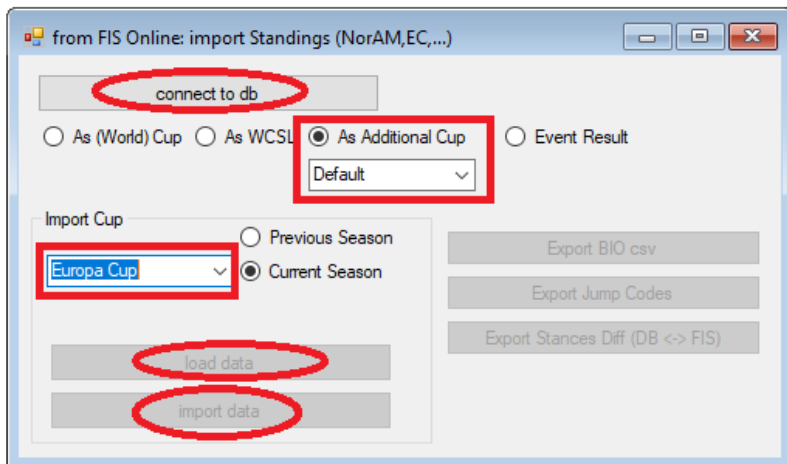 from FIS Online: import Standings (NorAM,EC,...)
connect to db
As (World) Cup As WCSL As Additional Cup Event Result
Default
Import Cup
Previous Season
Europa Cup Current Season
Export BIO csv
Export Jump Codes
Export Stances Diff (DB <-> FIS)
load data
import data